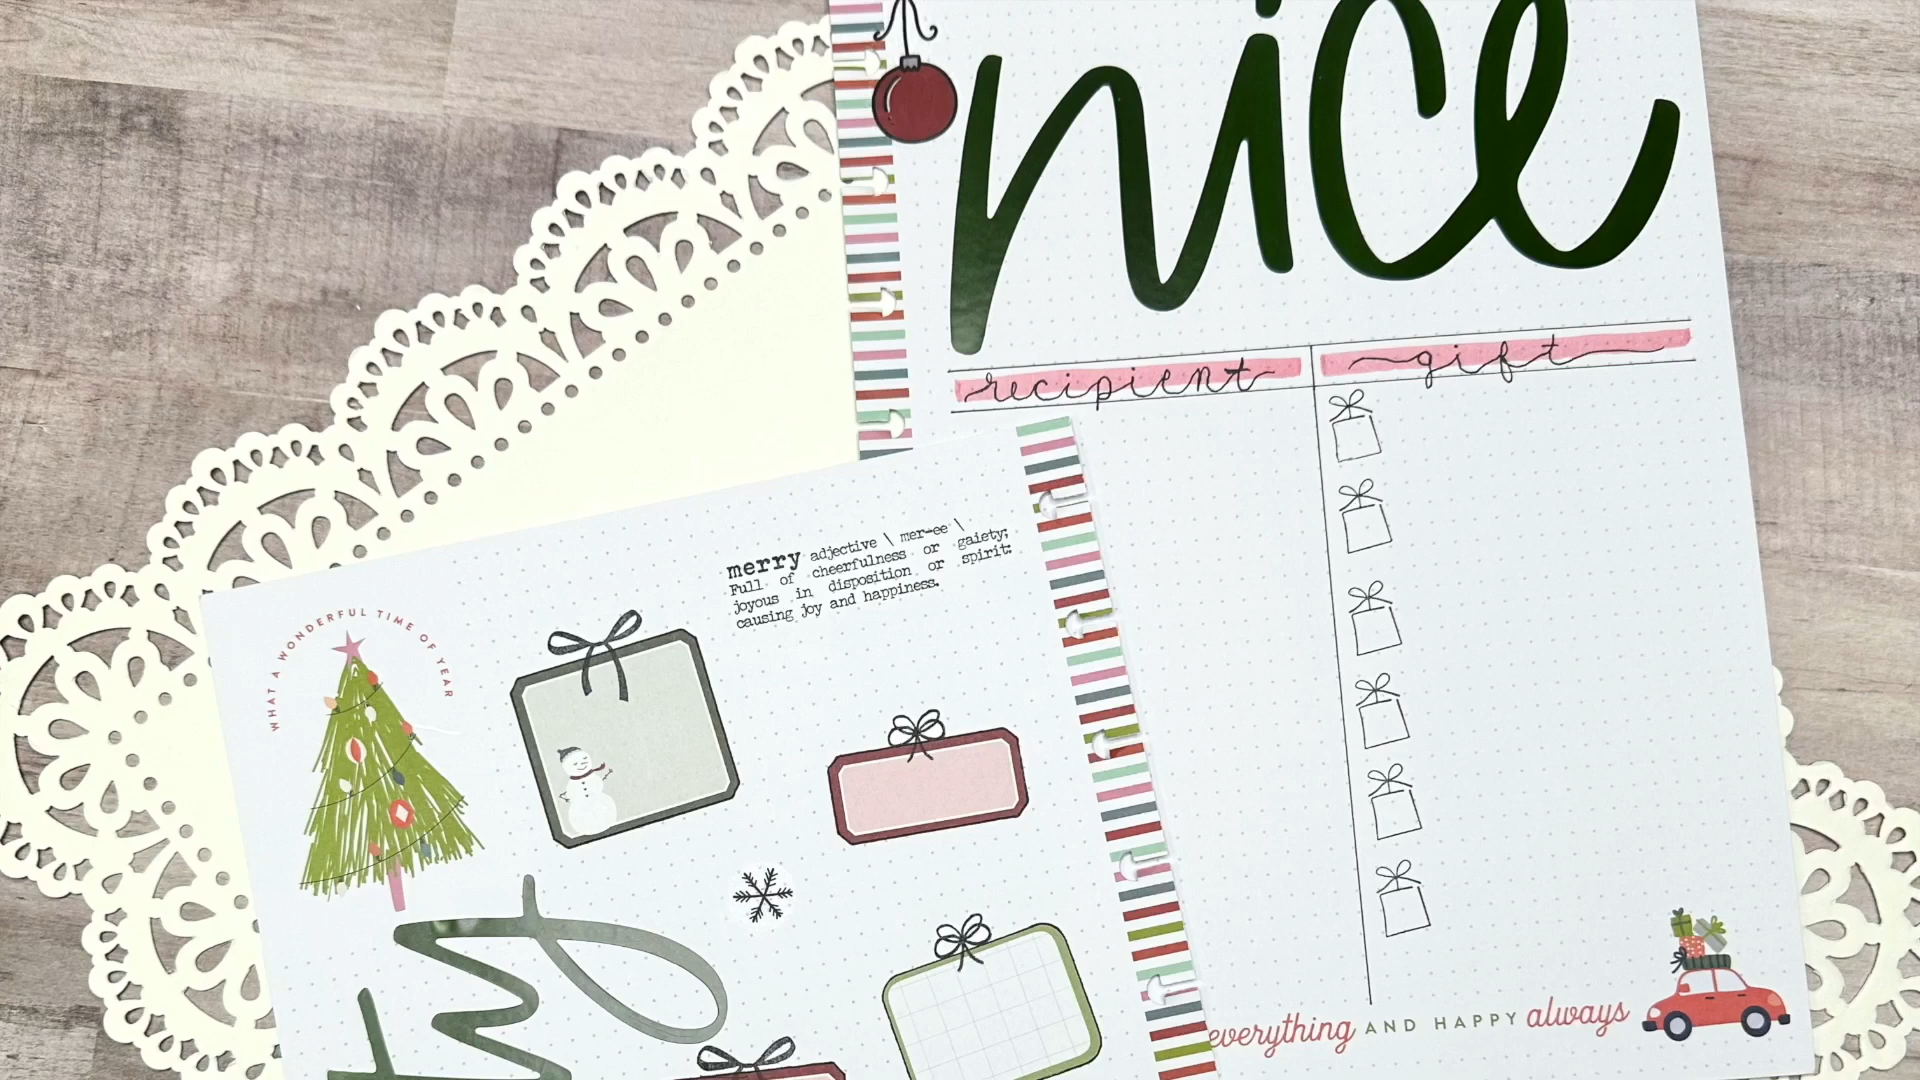 nice
recipient
gift
merry adjective \ mer-ee \
Full of cheerfulness or gaiety;
joyous in disposition or spirit:
causing joy and happiness.
WHAT A WONDERFUL TIME OF YEAR
everything AND HAPPY always